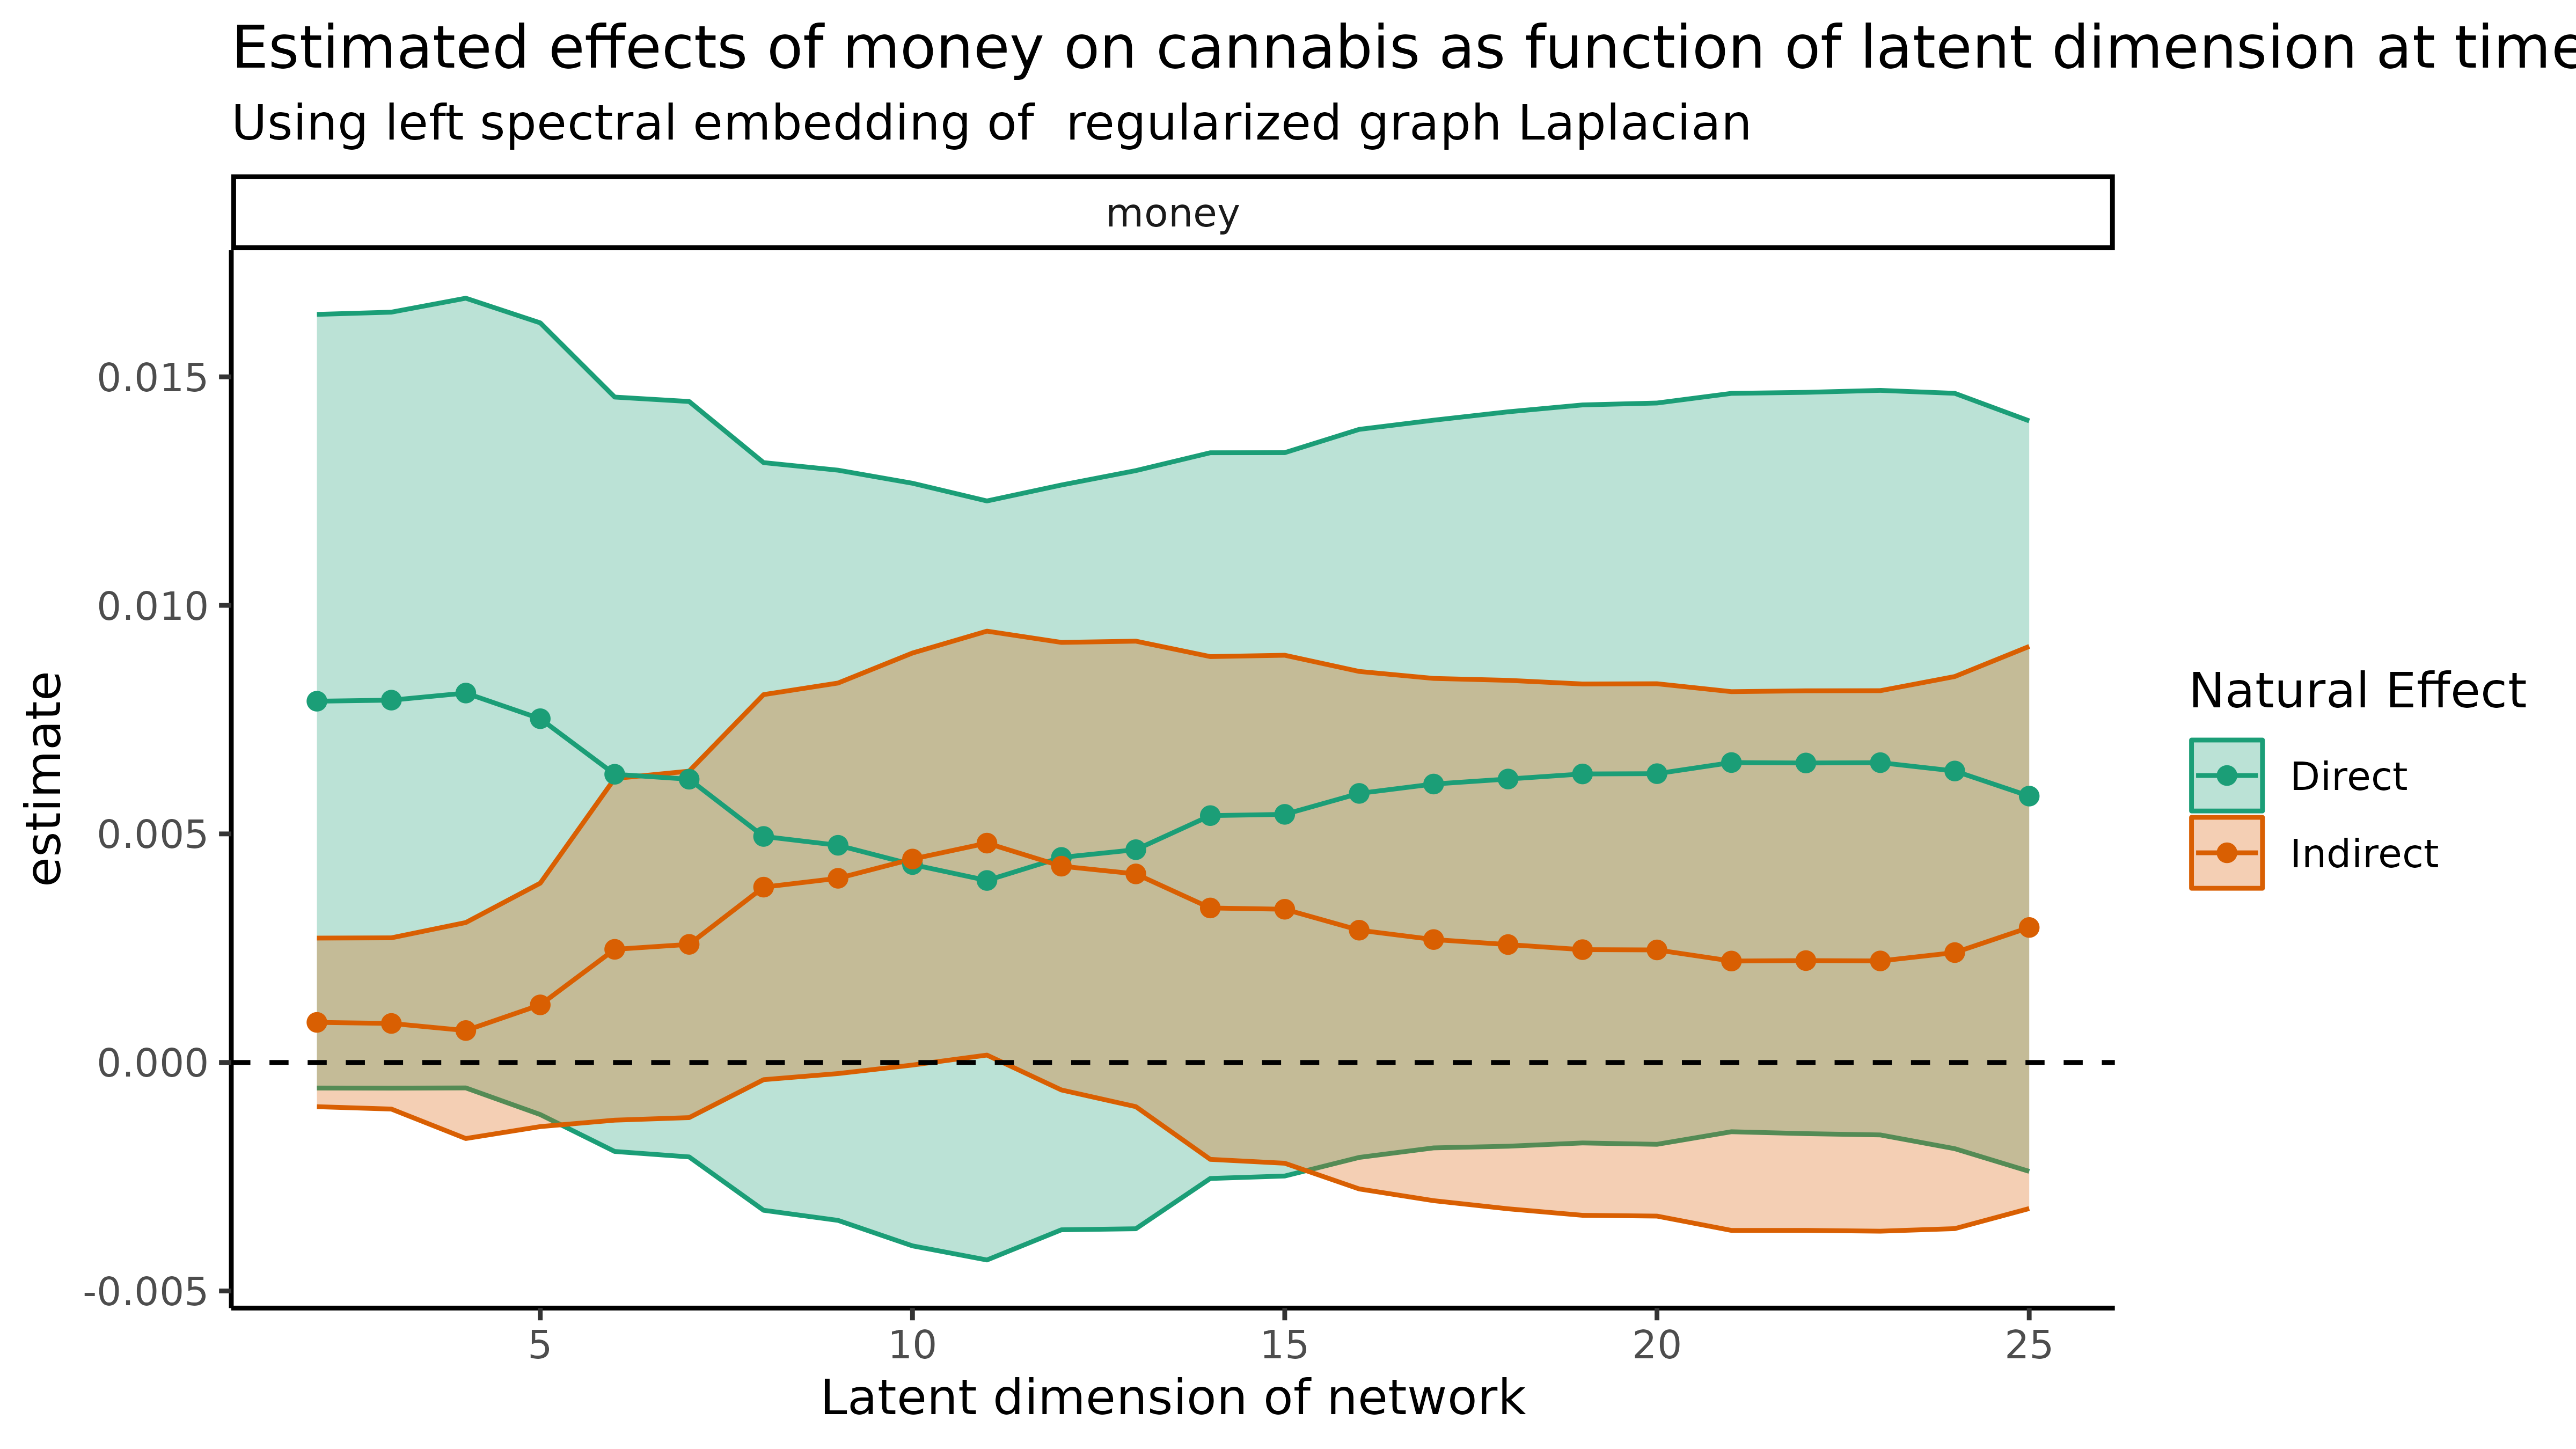 Estimated effects of money on cannabis as function of latent dimension at time
Using left spectral embedding of  regularized graph Laplacian
money
estimate
0.015
0.010
0.005
0.000
-0.005
5 10 15 20 25
Latent dimension of network
Natural Effect
Direct
Indirect